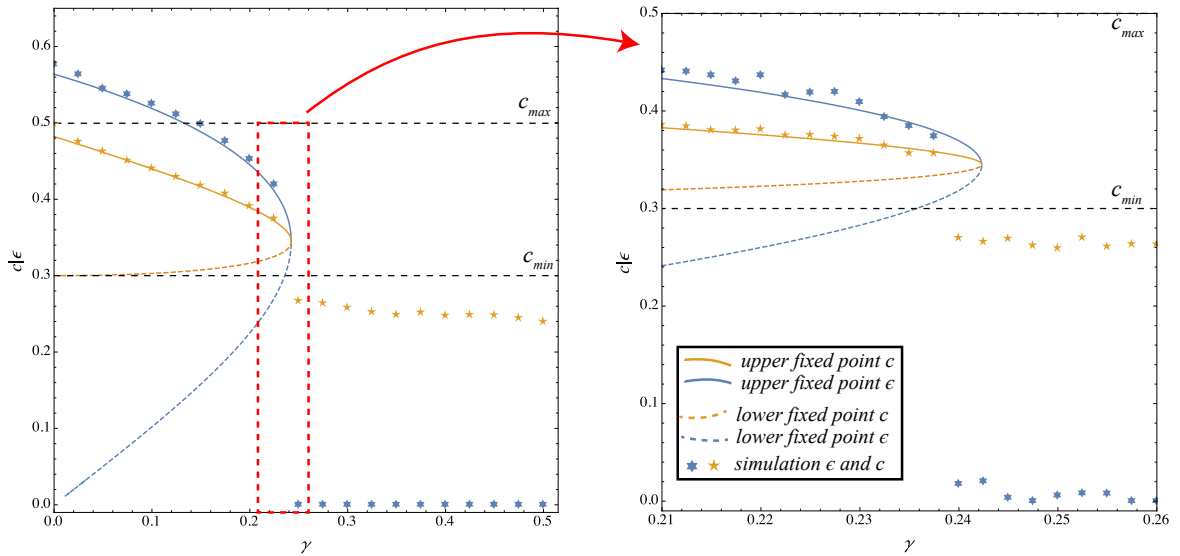 0.6
0.5
0.4
0.3
0.2
0.1
0.0
c|ϵ
c_max
c_min
0.0 0.1 0.2 0.3 0.4 0.5
γ
0.5
0.4
0.3
0.2
0.1
0.0
c|ϵ
c_max
c_min
upper fixed point c
upper fixed point ϵ
lower fixed point c
lower fixed point ϵ
simulation ϵ and c
0.21 0.22 0.23 0.24 0.25 0.26
γ